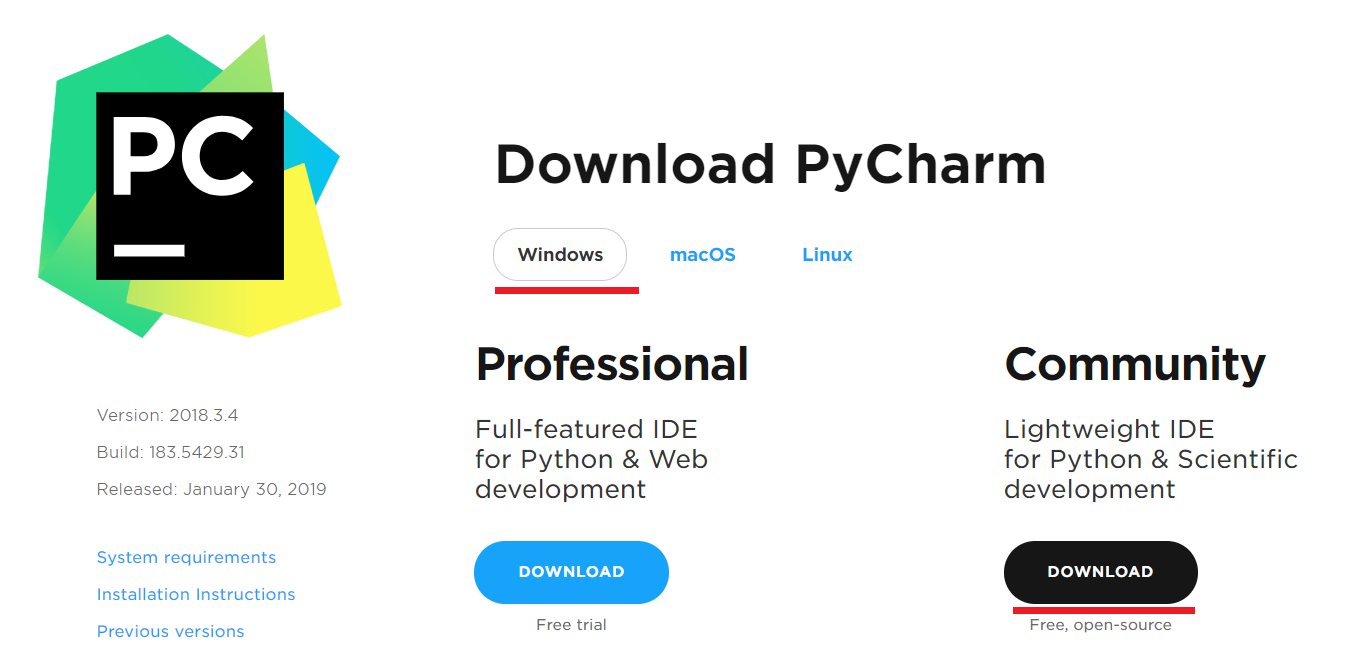 PC
Download PyCharm
Windows macOS Linux
Version: 2018.3.4
Build: 183.5429.31
Released: January 30, 2019
System requirements
Installation Instructions
Previous versions
Professional
Full-featured IDE
for Python & Web
development
DOWNLOAD
Free trial
Community
Lightweight IDE
for Python & Scientific
development
DOWNLOAD
Free, open-source